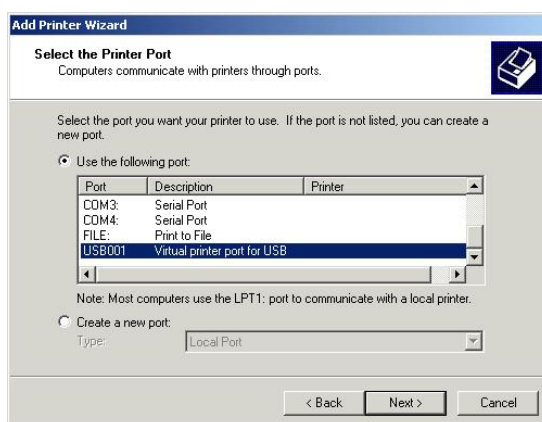 Add Printer Wizard
Select the Printer Port
Computers communicate with printers through ports.
Select the port you want your printer to use. If the port is not listed, you can create a
new port.
Use the following port:
Port Description Printer
COM3: Serial Port
COM4: Serial Port
FILE: Print to File
USB001 Virtual printer port for USB
Note: Most computers use the LPT1: port to communicate with a local printer.
Create a new port:
Type: Local Port
< Back Next > Cancel